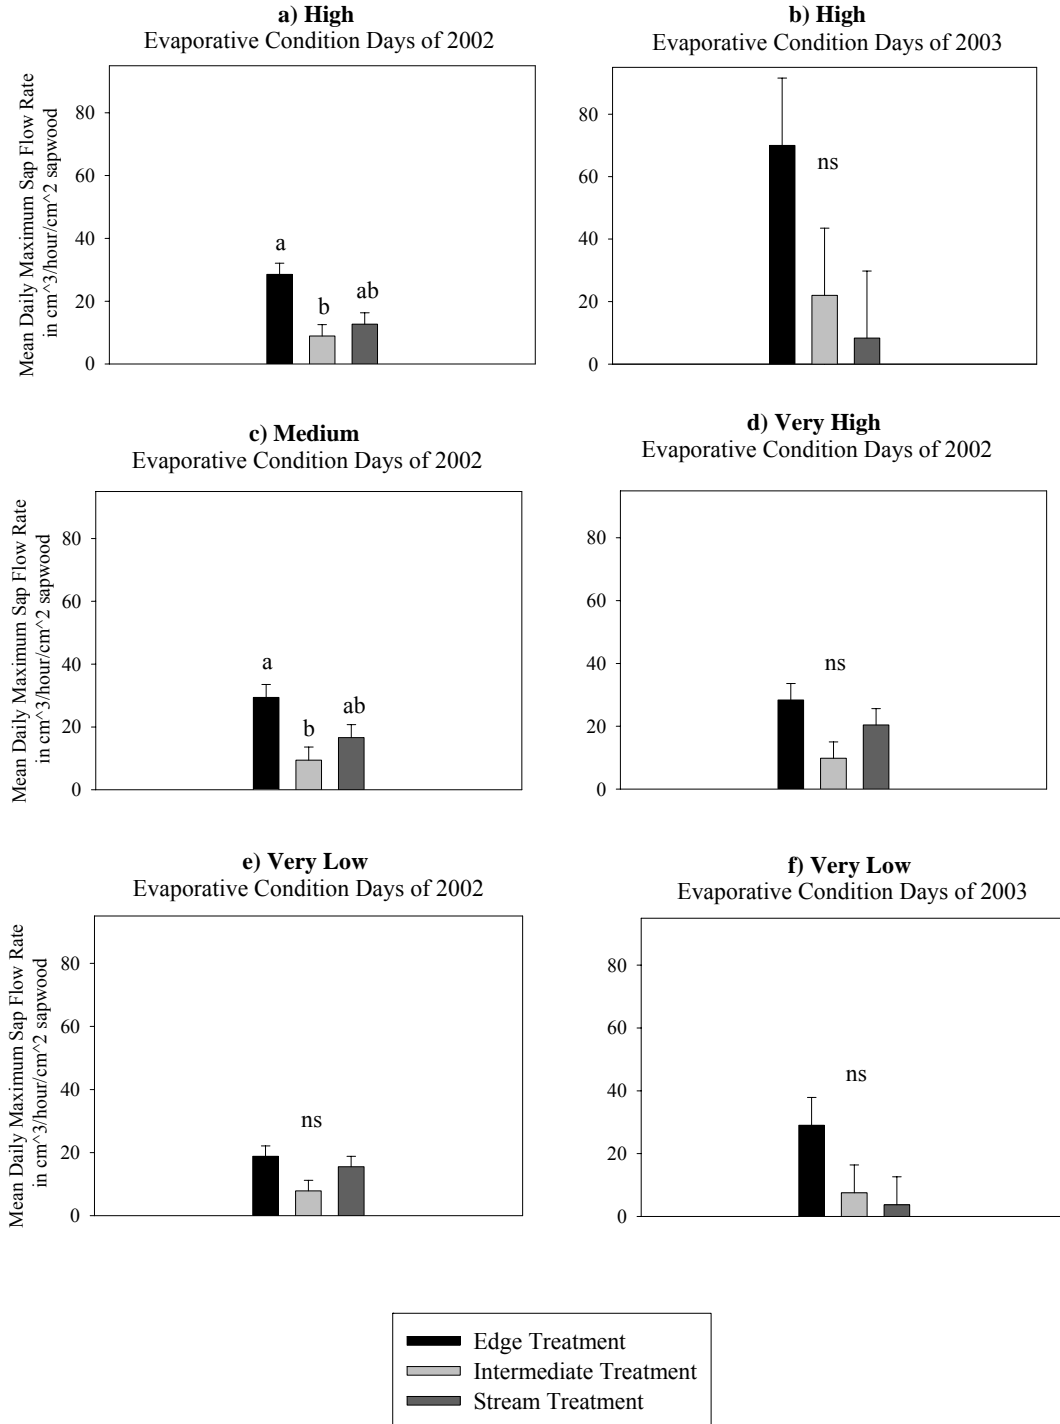 a) High
Evaporative Condition Days of 2002
b) High
Evaporative Condition Days of 2003
Mean Daily Maximum Sap Flow Rate
in cm^3/hour/cm^2 sapwood
80
60
40
20
0
a
b
ab
80
60
40
20
0
ns
c) Medium
Evaporative Condition Days of 2002
d) Very High
Evaporative Condition Days of 2002
Mean Daily Maximum Sap Flow Rate
in cm^3/hour/cm^2 sapwood
80
60
40
20
0
a
b
ab
80
60
40
20
0
ns
e) Very Low
Evaporative Condition Days of 2002
f) Very Low
Evaporative Condition Days of 2003
Mean Daily Maximum Sap Flow Rate
in cm^3/hour/cm^2 sapwood
80
60
40
20
0
ns
80
60
40
20
0
ns
Edge Treatment
Intermediate Treatment
Stream Treatment